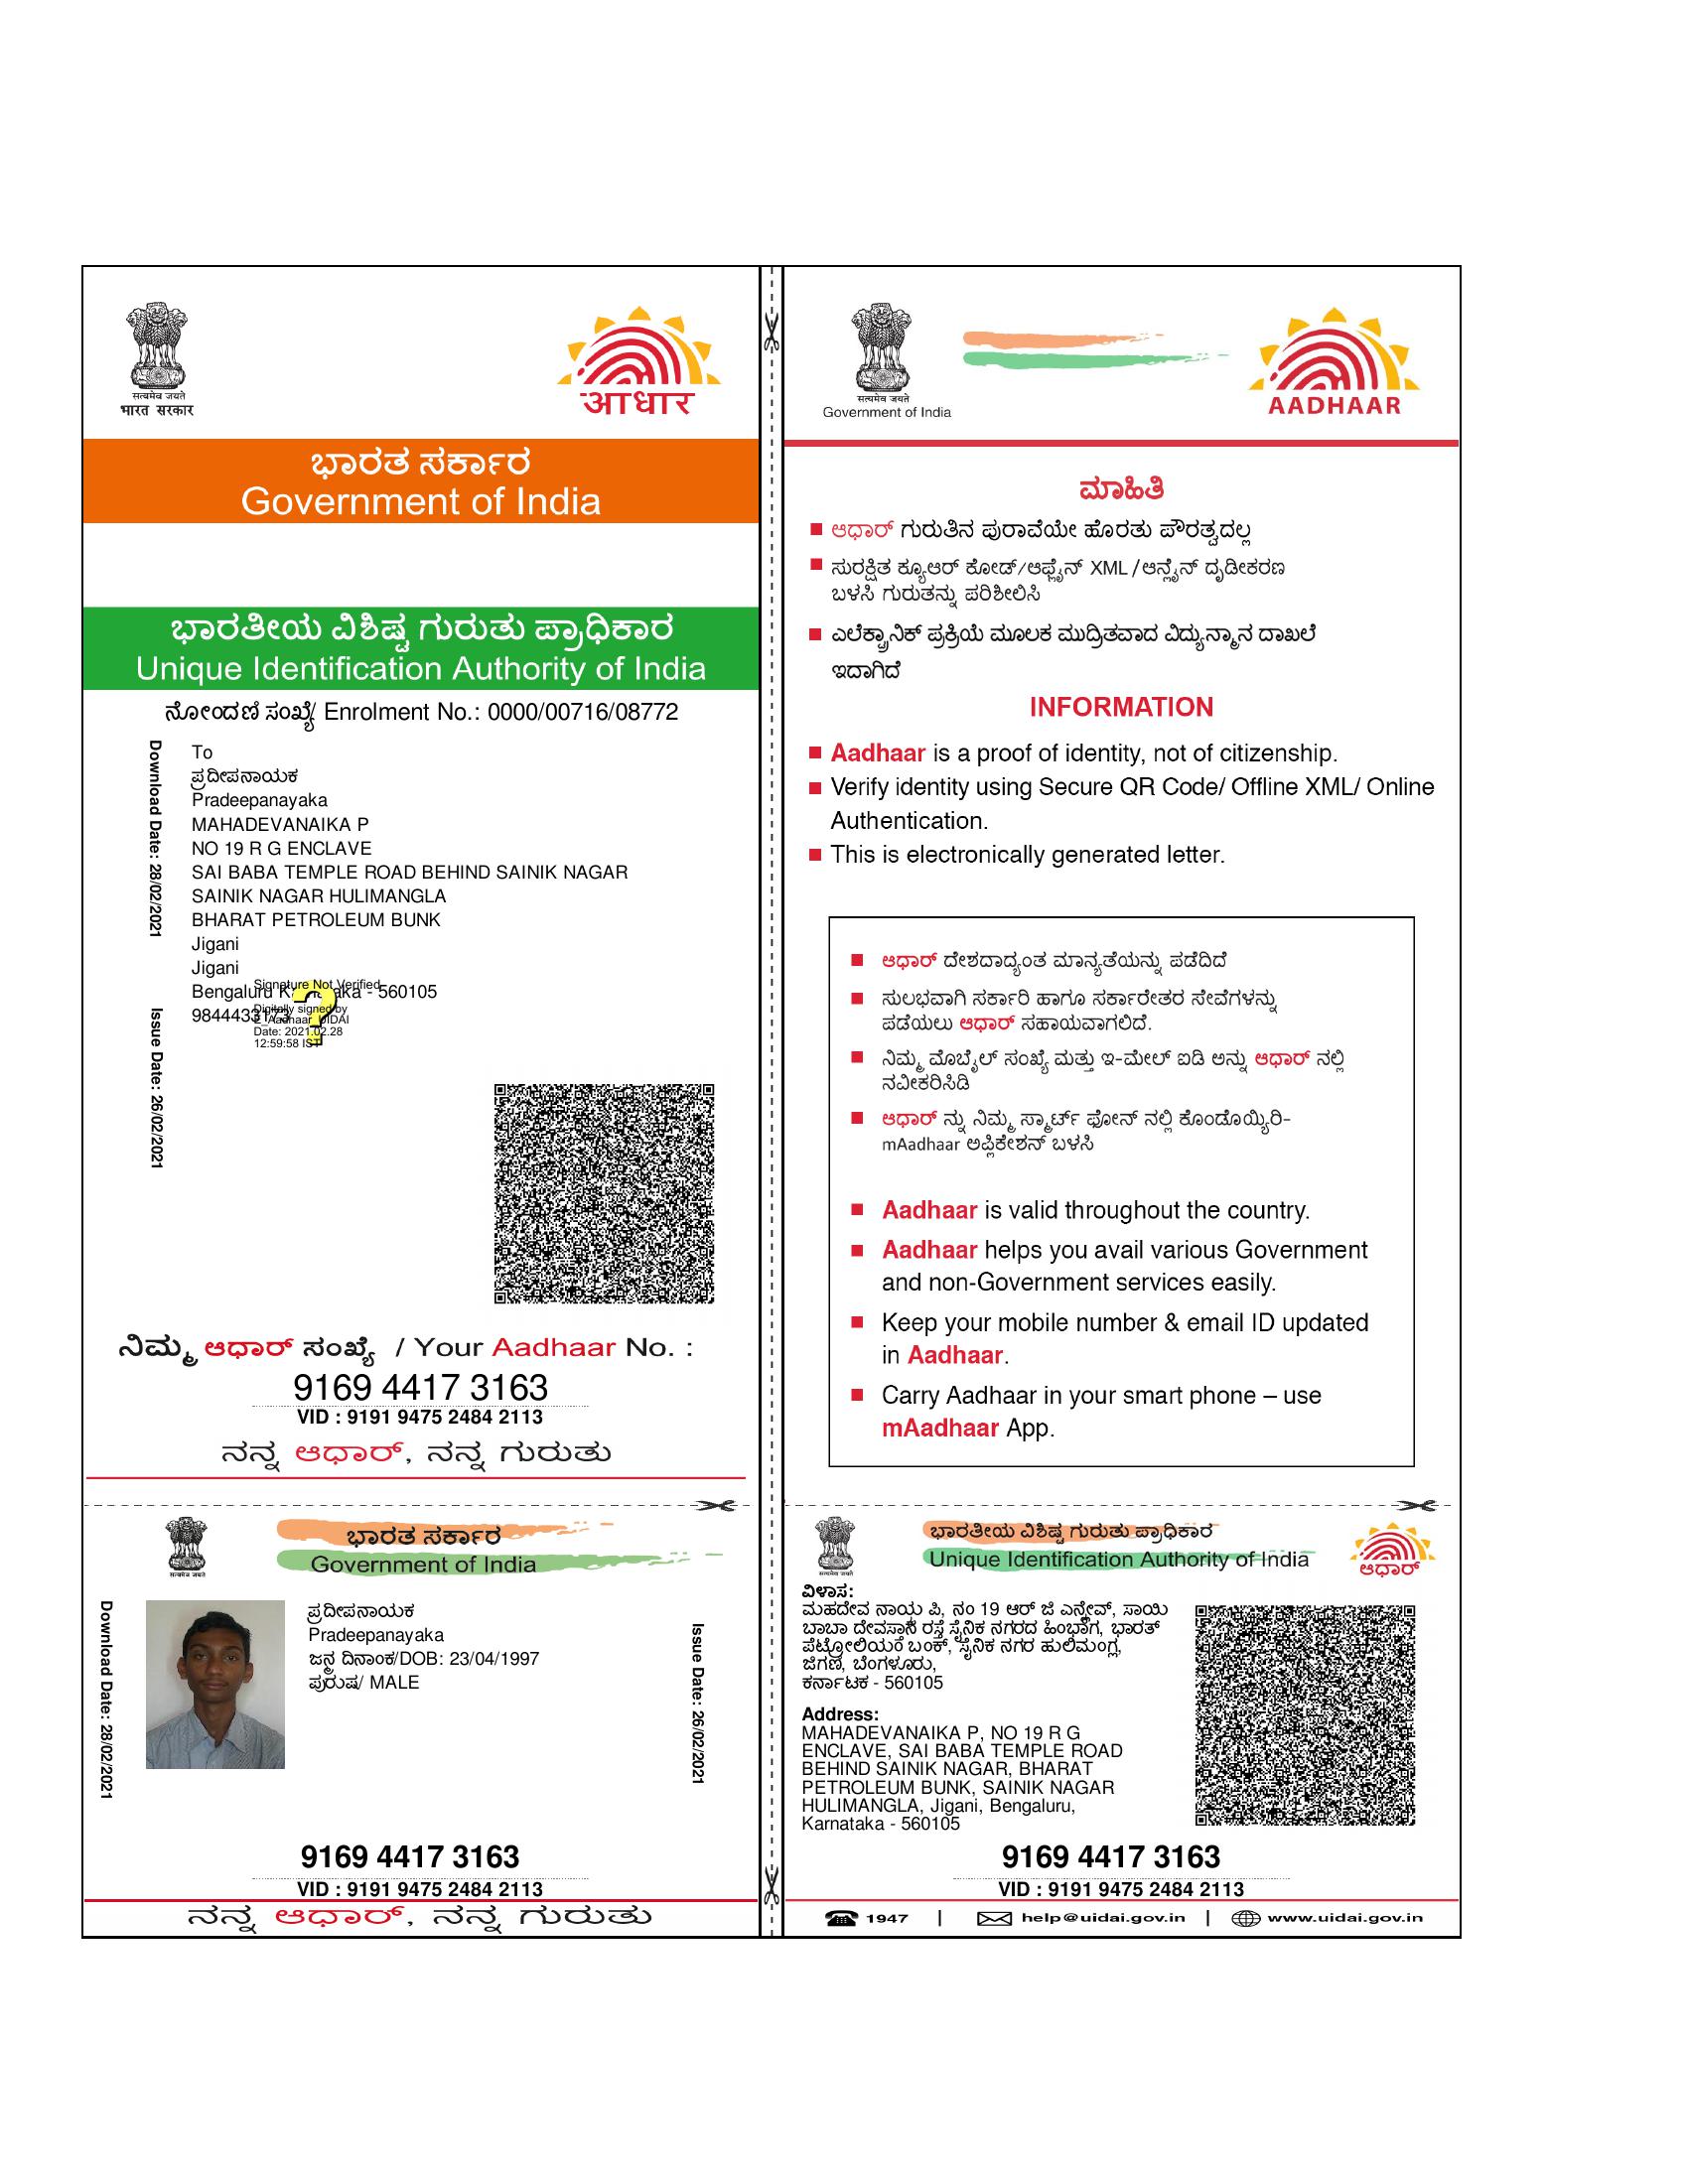 सत्यमेव जयते
भारत सरकार
आधार
ಭಾರತ ಸರ್ಕಾರ
Government of India
ಭಾರತೀಯ ವಿಶಿಷ್ಟ ಗುರುತು ಪ್ರಾಧಿಕಾರ
Unique Identification Authority of India
ನೋಂದಣಿ ಸಂಖ್ಯೆ/ Enrolment No.: 0000/00716/08772
Download Date: 28/02/2021
Issue Date: 26/02/2021
To
ಪ್ರದೀಪನಾಯಕ
Pradeepanayaka
MAHADEVANAIKA P
NO 19 R G ENCLAVE
SAI BABA TEMPLE ROAD BEHIND SAINIK NAGAR
SAINIK NAGAR HULIMANGLA
BHARAT PETROLEUM BUNK
Jigani
Jigani
Bengaluru - 560105
Signature Not Verified
Digitally signed by
Date: 2021.02.28
12:59:58 IST
ನಿಮ್ಮ ಆಧಾರ್ ಸಂಖ್ಯೆ / Your Aadhaar No. :
9169 4417 3163
VID : 9191 9475 2484 2113
ನನ್ನ ಆಧಾರ್, ನನ್ನ ಗುರುತು
सत्यमेव जयते
Government of India
AADHAAR
ಮಾಹಿತಿ
ಆಧಾರ್ ಗುರುತಿನ ಪುರಾವೆಯೇ ಹೊರತು ಪೌರತ್ವದಲ್ಲ
ಸುರಕ್ಷಿತ ಕ್ಯೂಆರ್ ಕೋಡ್/ಆಫ್ಲೈನ್ XML /ಆನ್ಲೈನ್ ದೃಡೀಕರಣ
ಬಳಸಿ ಗುರುತನ್ನು ಪರಿಶೀಲಿಸಿ
ಎಲೆಕ್ಟ್ರಾನಿಕ್ ಪ್ರಕ್ರಿಯೆ ಮೂಲಕ ಮುದ್ರಿತವಾದ ವಿದ್ಯುನ್ಮಾನ ದಾಖಲೆ
ಇದಾಗಿದೆ
INFORMATION
Aadhaar is a proof of identity, not of citizenship.
Verify identity using Secure QR Code/ Offline XML/ Online
Authentication.
This is electronically generated letter.
ಆಧಾರ್ ದೇಶದಾದ್ಯಂತ ಮಾನ್ಯತೆಯನ್ನು ಪಡೆದಿದೆ
ಸುಲಭವಾಗಿ ಸರ್ಕಾರಿ ಹಾಗೂ ಸರ್ಕಾರೇತರ ಸೇವೆಗಳನ್ನು
ಪಡೆಯಲು ಆಧಾರ್ ಸಹಾಯವಾಗಲಿದೆ.
ನಿಮ್ಮ ಮೊಬೈಲ್ ಸಂಖ್ಯೆ ಮತ್ತು ಇ-ಮೇಲ್ ಐಡಿ ಅನ್ನು ಆಧಾರ್ ನಲ್ಲಿ
ನವೀಕರಿಸಿಡಿ
ಆಧಾರ್ ನ್ನು ನಿಮ್ಮ ಸ್ಮಾರ್ಟ್ ಫೋನ್ ನಲ್ಲಿ ಕೊಂಡೊಯ್ಯಿರಿ-
mAadhaar ಅಪ್ಲಿಕೇಶನ್ ಬಳಸಿ
Aadhaar is valid throughout the country.
Aadhaar helps you avail various Government
and non-Government services easily.
Keep your mobile number & email ID updated
in Aadhaar.
Carry Aadhaar in your smart phone – use
mAadhaar App.
सत्यमेव जयते
ಭಾರತ ಸರ್ಕಾರ
Government of India
Download Date: 28/02/2021
ಪ್ರದೀಪನಾಯಕ
Pradeepanayaka
ಜನ್ಮ ದಿನಾಂಕ/DOB: 23/04/1997
ಪುರುಷ/ MALE
Issue Date: 26/02/2021
9169 4417 3163
VID : 9191 9475 2484 2113
ನನ್ನ ಆಧಾರ್, ನನ್ನ ಗುರುತು
सत्यमेव जयते
ಭಾರತೀಯ ವಿಶಿಷ್ಟ ಗುರುತು ಪ್ರಾಧಿಕಾರ
Unique Identification Authority of India
ಆಧಾರ್
ವಿಳಾಸ:
ಮಹದೇವ ನಾಯ್ಕ ಪಿ, ನಂ 19 ಆರ್ ಜಿ ಎನ್ಕ್ಲೇವ್, ಸಾಯಿ
ಬಾಬಾ ದೇವಸ್ಥಾನ ರಸ್ತೆ ಸೈನಿಕ ನಗರದ ಹಿಂಭಾಗ, ಭಾರತ್
ಪೆಟ್ರೋಲಿಯಂ ಬಂಕ್, ಸೈನಿಕ ನಗರ ಹುಲಿಮಂಗ್ಲ,
ಜಿಗಣಿ, ಬೆಂಗಳೂರು,
ಕರ್ನಾಟಕ - 560105
Address:
MAHADEVANAIKA P, NO 19 R G
ENCLAVE, SAI BABA TEMPLE ROAD
BEHIND SAINIK NAGAR, BHARAT
PETROLEUM BUNK, SAINIK NAGAR
HULIMANGLA, Jigani, Bengaluru,
Karnataka - 560105
9169 4417 3163
VID : 9191 9475 2484 2113
1947 | help@uidai.gov.in | www.uidai.gov.in